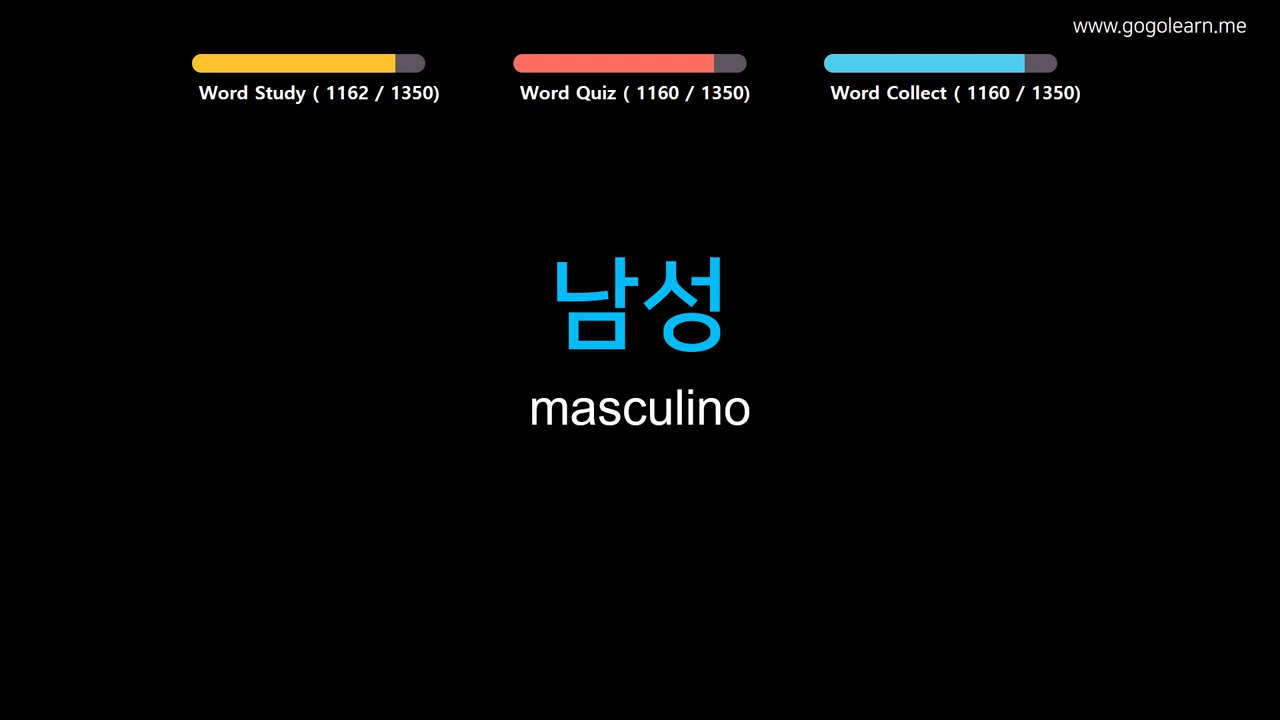 www.gogolearn.me
Word Study ( 1162 / 1350)
Word Quiz ( 1160 / 1350)
Word Collect ( 1160 / 1350)
남성
masculino